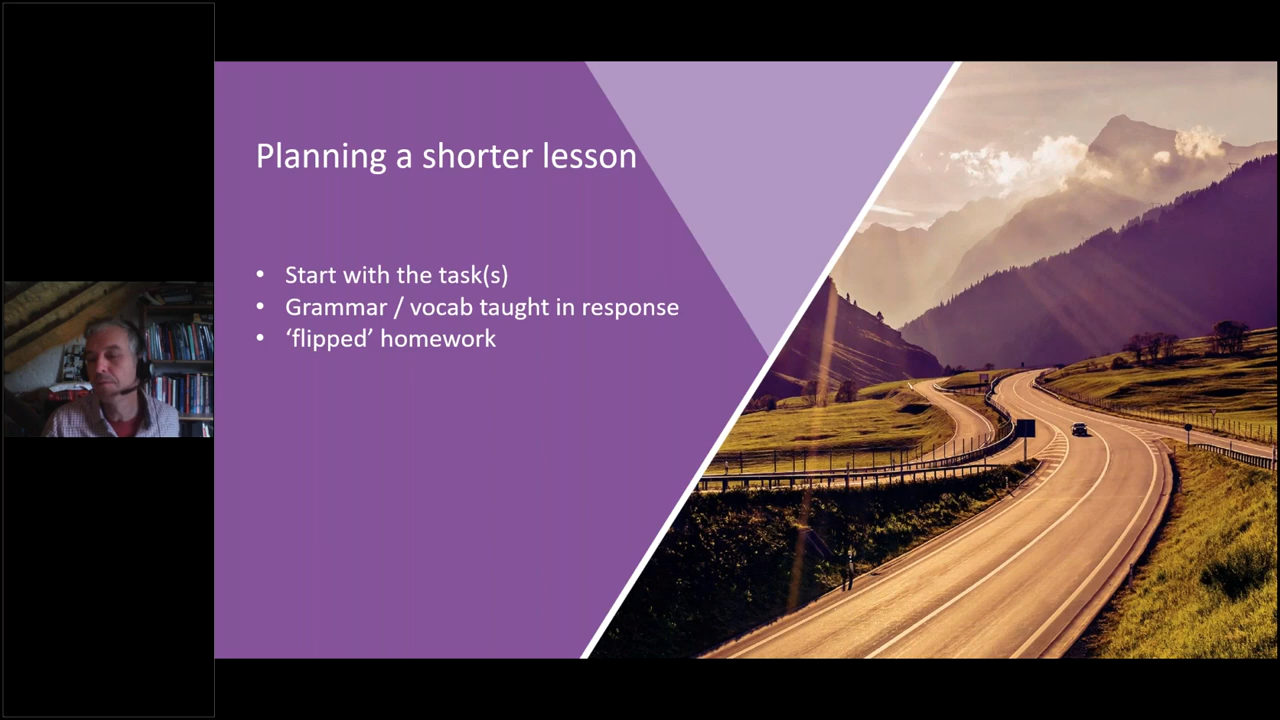 Planning a shorter lesson
• Start with the task(s)
• Grammar / vocab taught in response
• ‘flipped’ homework